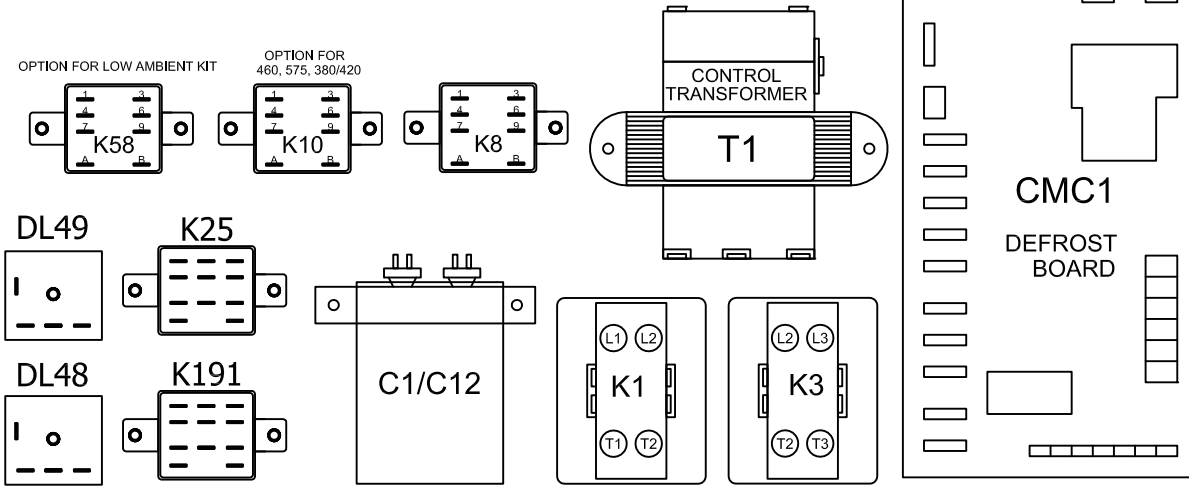 OPTION FOR LOW AMBIENT KIT
1 3
4 6
7 9
K58
A B
OPTION FOR
460, 575, 380/420
1 3
4 6
7 9
K10
A B
1 3
4 6
7 9
K8
A B
CONTROL
TRANSFORMER
T1
CMC1
DEFROST
BOARD
DL49
K25
DL48
K191
C1/C12
L1 L2
K1
T1 T2
L2 L3
K3
T2 T3